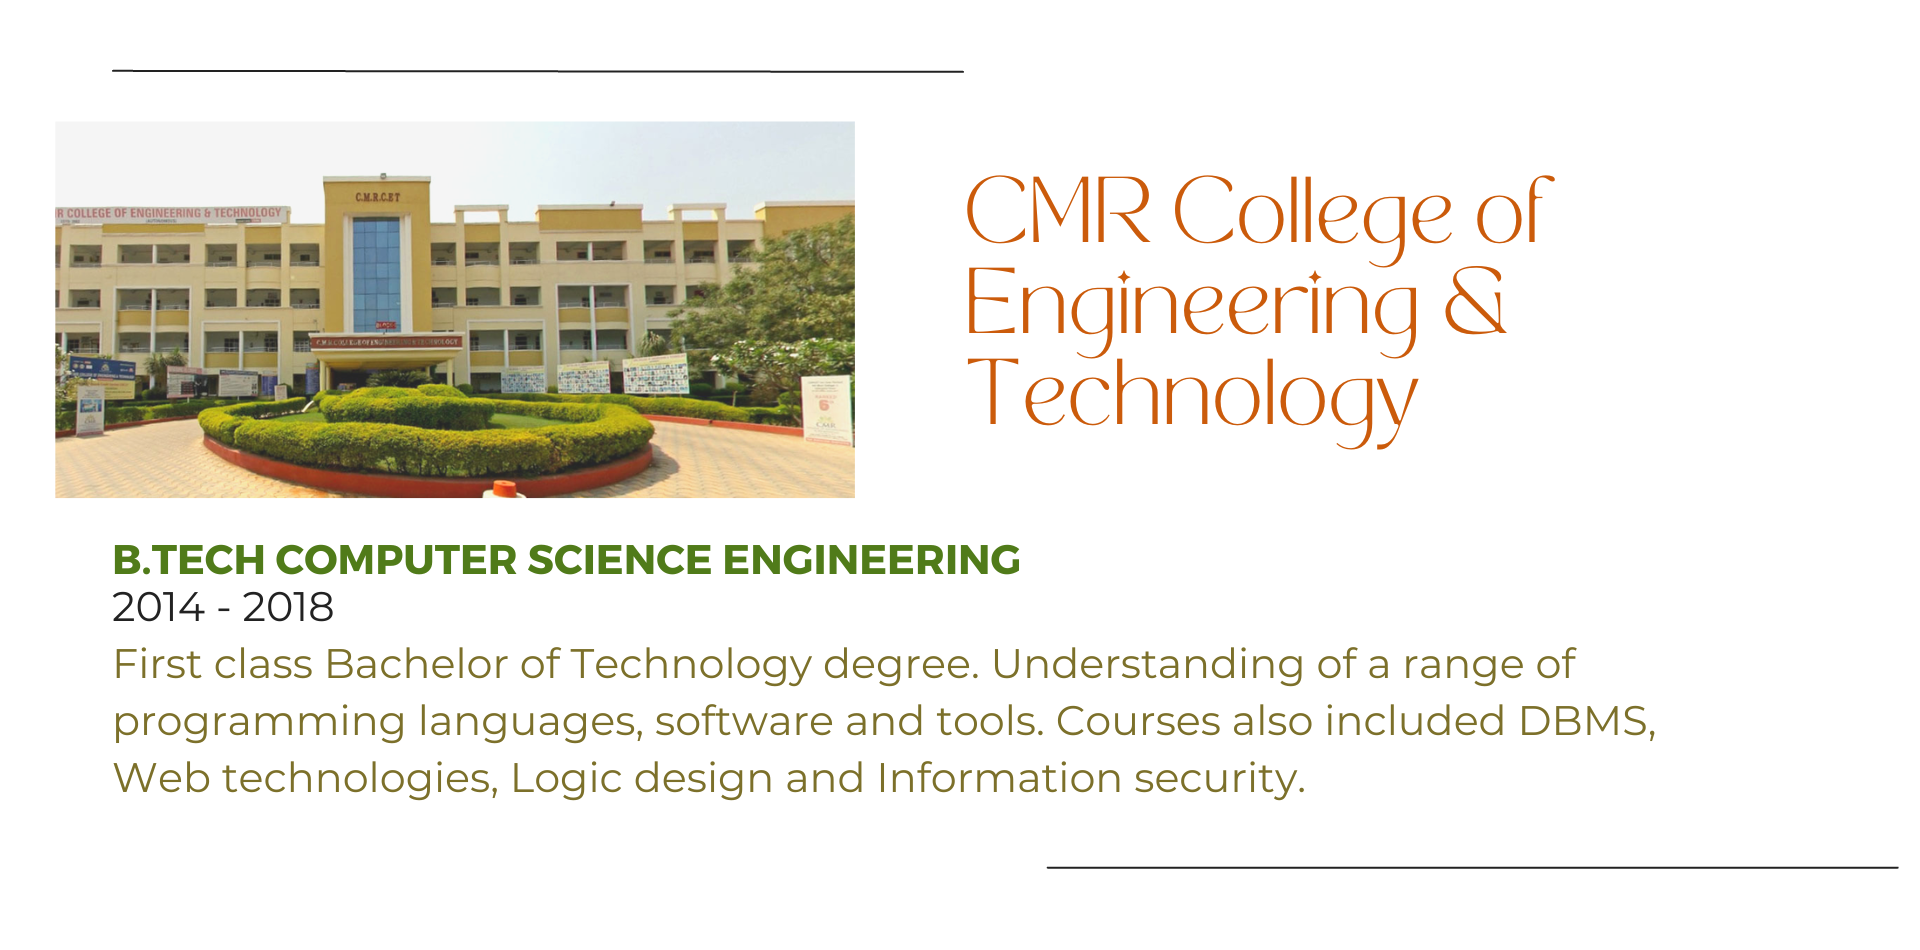 C.M.R.C.E.T
R COLLEGE OF ENGINEERING & TECHNOLOGY
(AUTONOMOUS)
CMR College of
Engineering &
Technology
B.TECH COMPUTER SCIENCE ENGINEERING
2014 - 2018
First class Bachelor of Technology degree. Understanding of a range of
programming languages, software and tools. Courses also included DBMS,
Web technologies, Logic design and Information security.